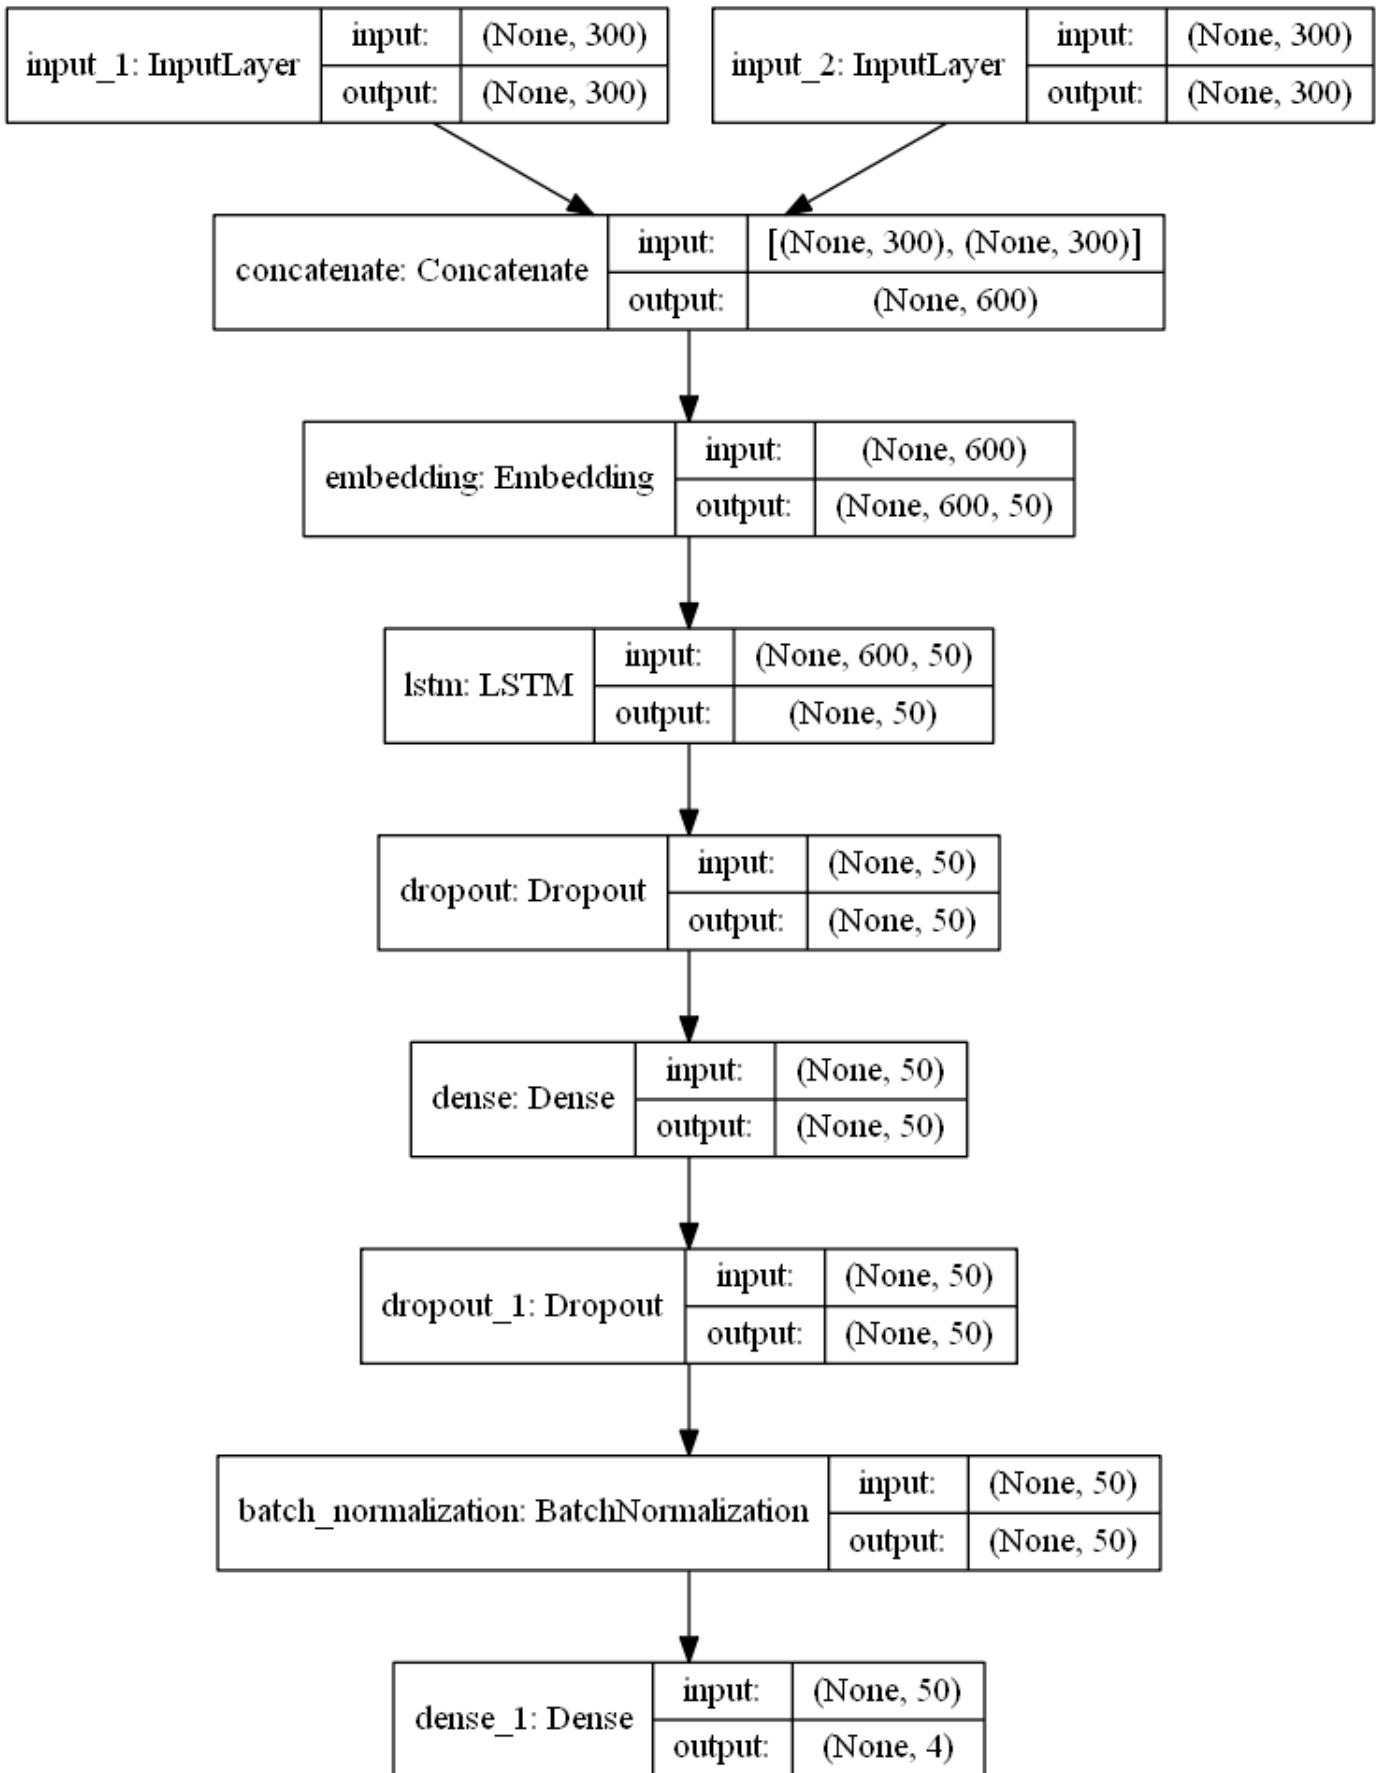 input_1: InputLayer input: (None, 300)
output: (None, 300)
input_2: InputLayer input: (None, 300)
output: (None, 300)
concatenate: Concatenate input: [(None, 300), (None, 300)]
output: (None, 600)
embedding: Embedding input: (None, 600)
output: (None, 600, 50)
lstm: LSTM input: (None, 600, 50)
output: (None, 50)
dropout: Dropout input: (None, 50)
output: (None, 50)
dense: Dense input: (None, 50)
output: (None, 50)
dropout_1: Dropout input: (None, 50)
output: (None, 50)
batch_normalization: BatchNormalization input: (None, 50)
output: (None, 50)
dense_1: Dense input: (None, 50)
output: (None, 4)